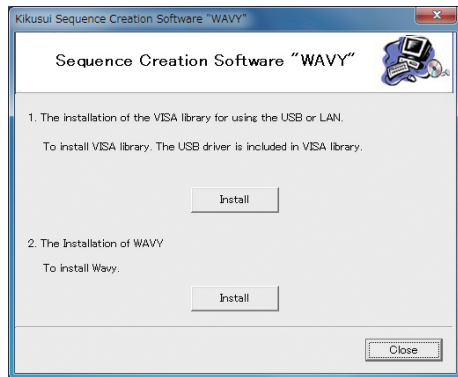 Kikusui Sequence Creation Software "WAVY"
Sequence Creation Software "WAVY"
1. The installation of the VISA library for using the USB or LAN.
To install VISA library. The USB driver is included in VISA library.
Install
2. The Installation of WAVY
To install Wavy.
Install
Close